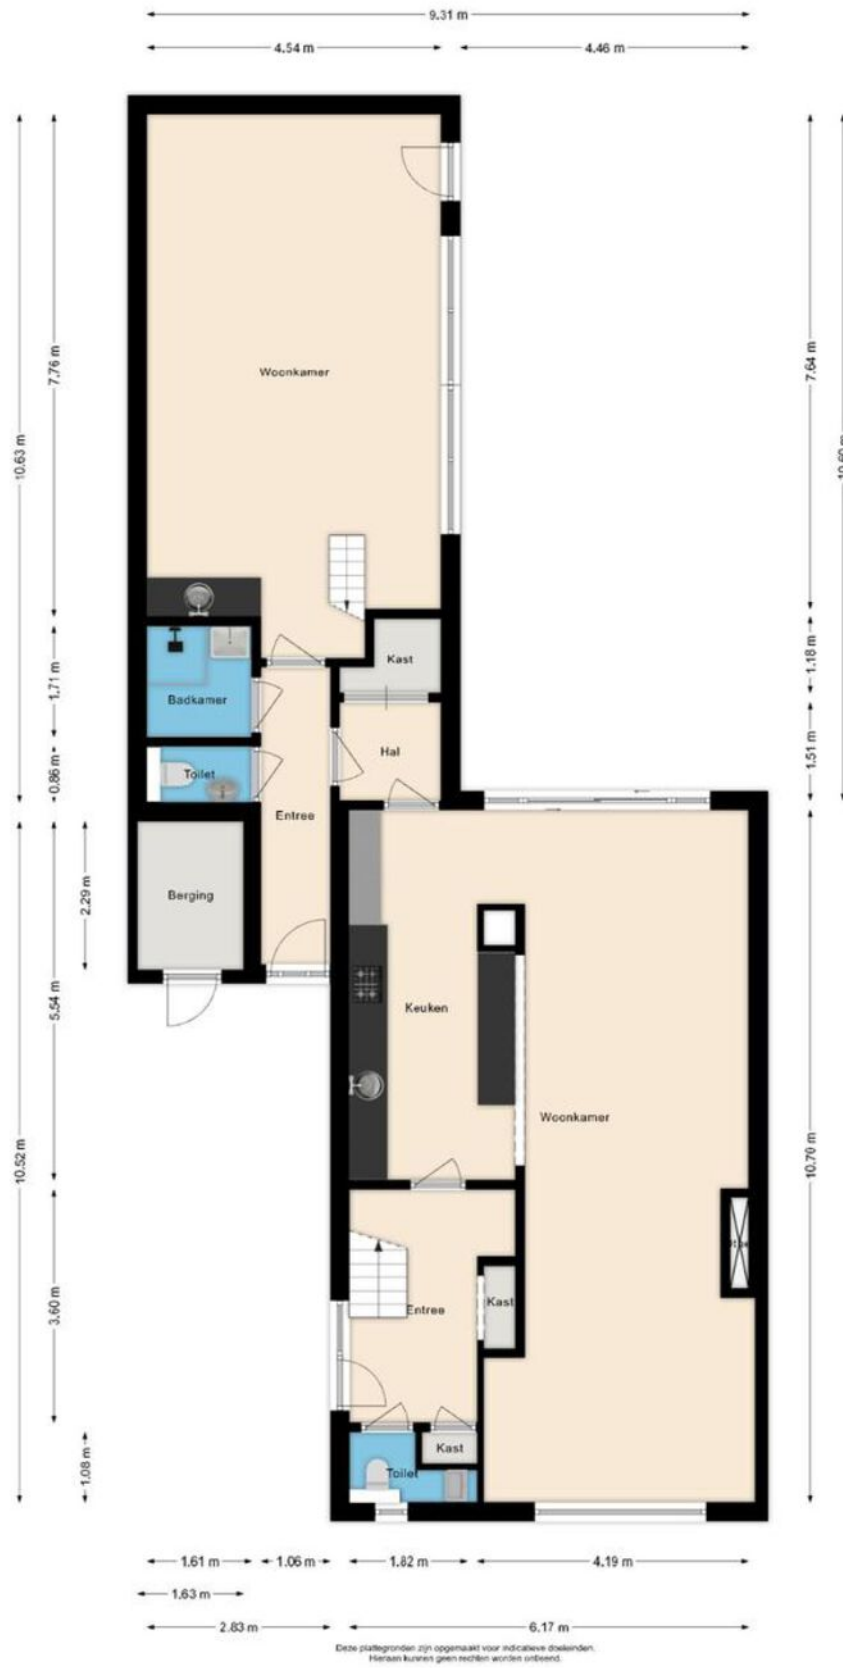 9.31 m
4.54 m
4.46 m
10.63 m
7.76 m
7.64 m
10.60 m
Woonkamer
Kast
1.18 m
1.71 m
Badkamer
Hal
1.51 m
0.86 m
Toilet
Entree
Berging
2.29 m
5.54 m
Keuken
Woonkamer
10.52 m
10.70 m
3.60 m
Kast
Entree
Kast
Toilet
1.08 m
1.61 m
1.06 m
1.82 m
4.19 m
1.63 m
2.83 m
6.17 m
Deze plattegronden zijn opgemaakt voor indicatieve doeleinden.
Hieraan kunnen geen rechten worden ontleend.